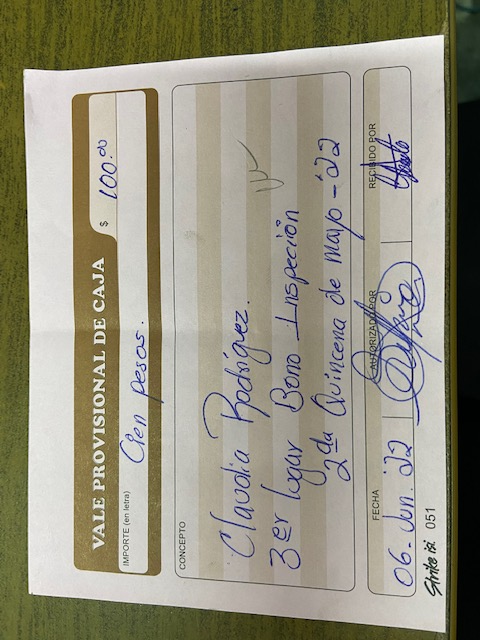 VALE PROVISIONAL DE CAJA
$ 100.00
IMPORTE (en letra)
Cien pesos.
CONCEPTO
Claudia Rodríguez.
3er lugar Bono Inspección
2da Quincena de mayo - '22
FECHA
AUTORIZADO POR
RECIBIDO POR
06. Jun. '22
051